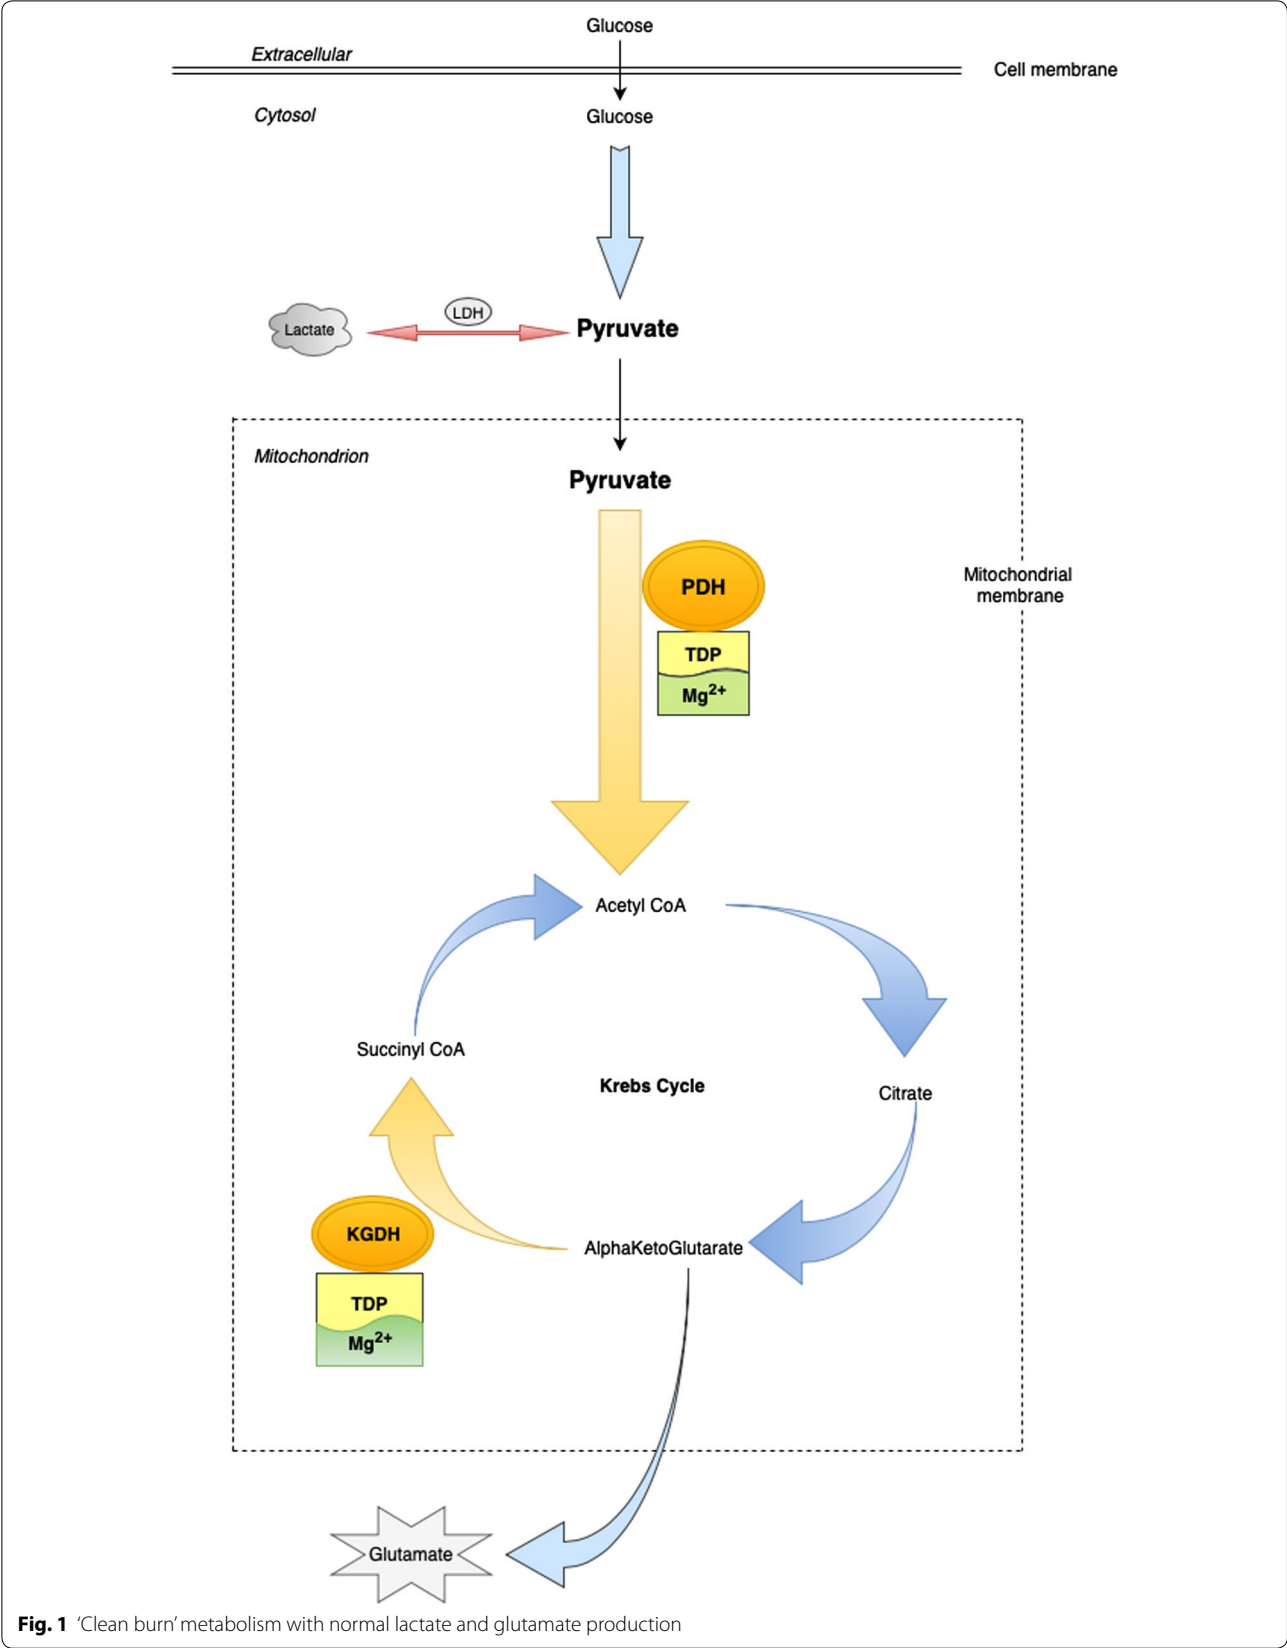 Glucose
Extracellular
Cell membrane
Cytosol
Glucose
LDH
Lactate
Pyruvate
Mitochondrion
Pyruvate
Mitochondrial
membrane
PDH
TDP
Mg2+
Acetyl CoA
Succinyl CoA
Krebs Cycle
Citrate
KGDH
AlphaKetoGlutarate
TDP
Mg2+
Glutamate
Fig. 1 ‘Clean burn’ metabolism with normal lactate and glutamate production